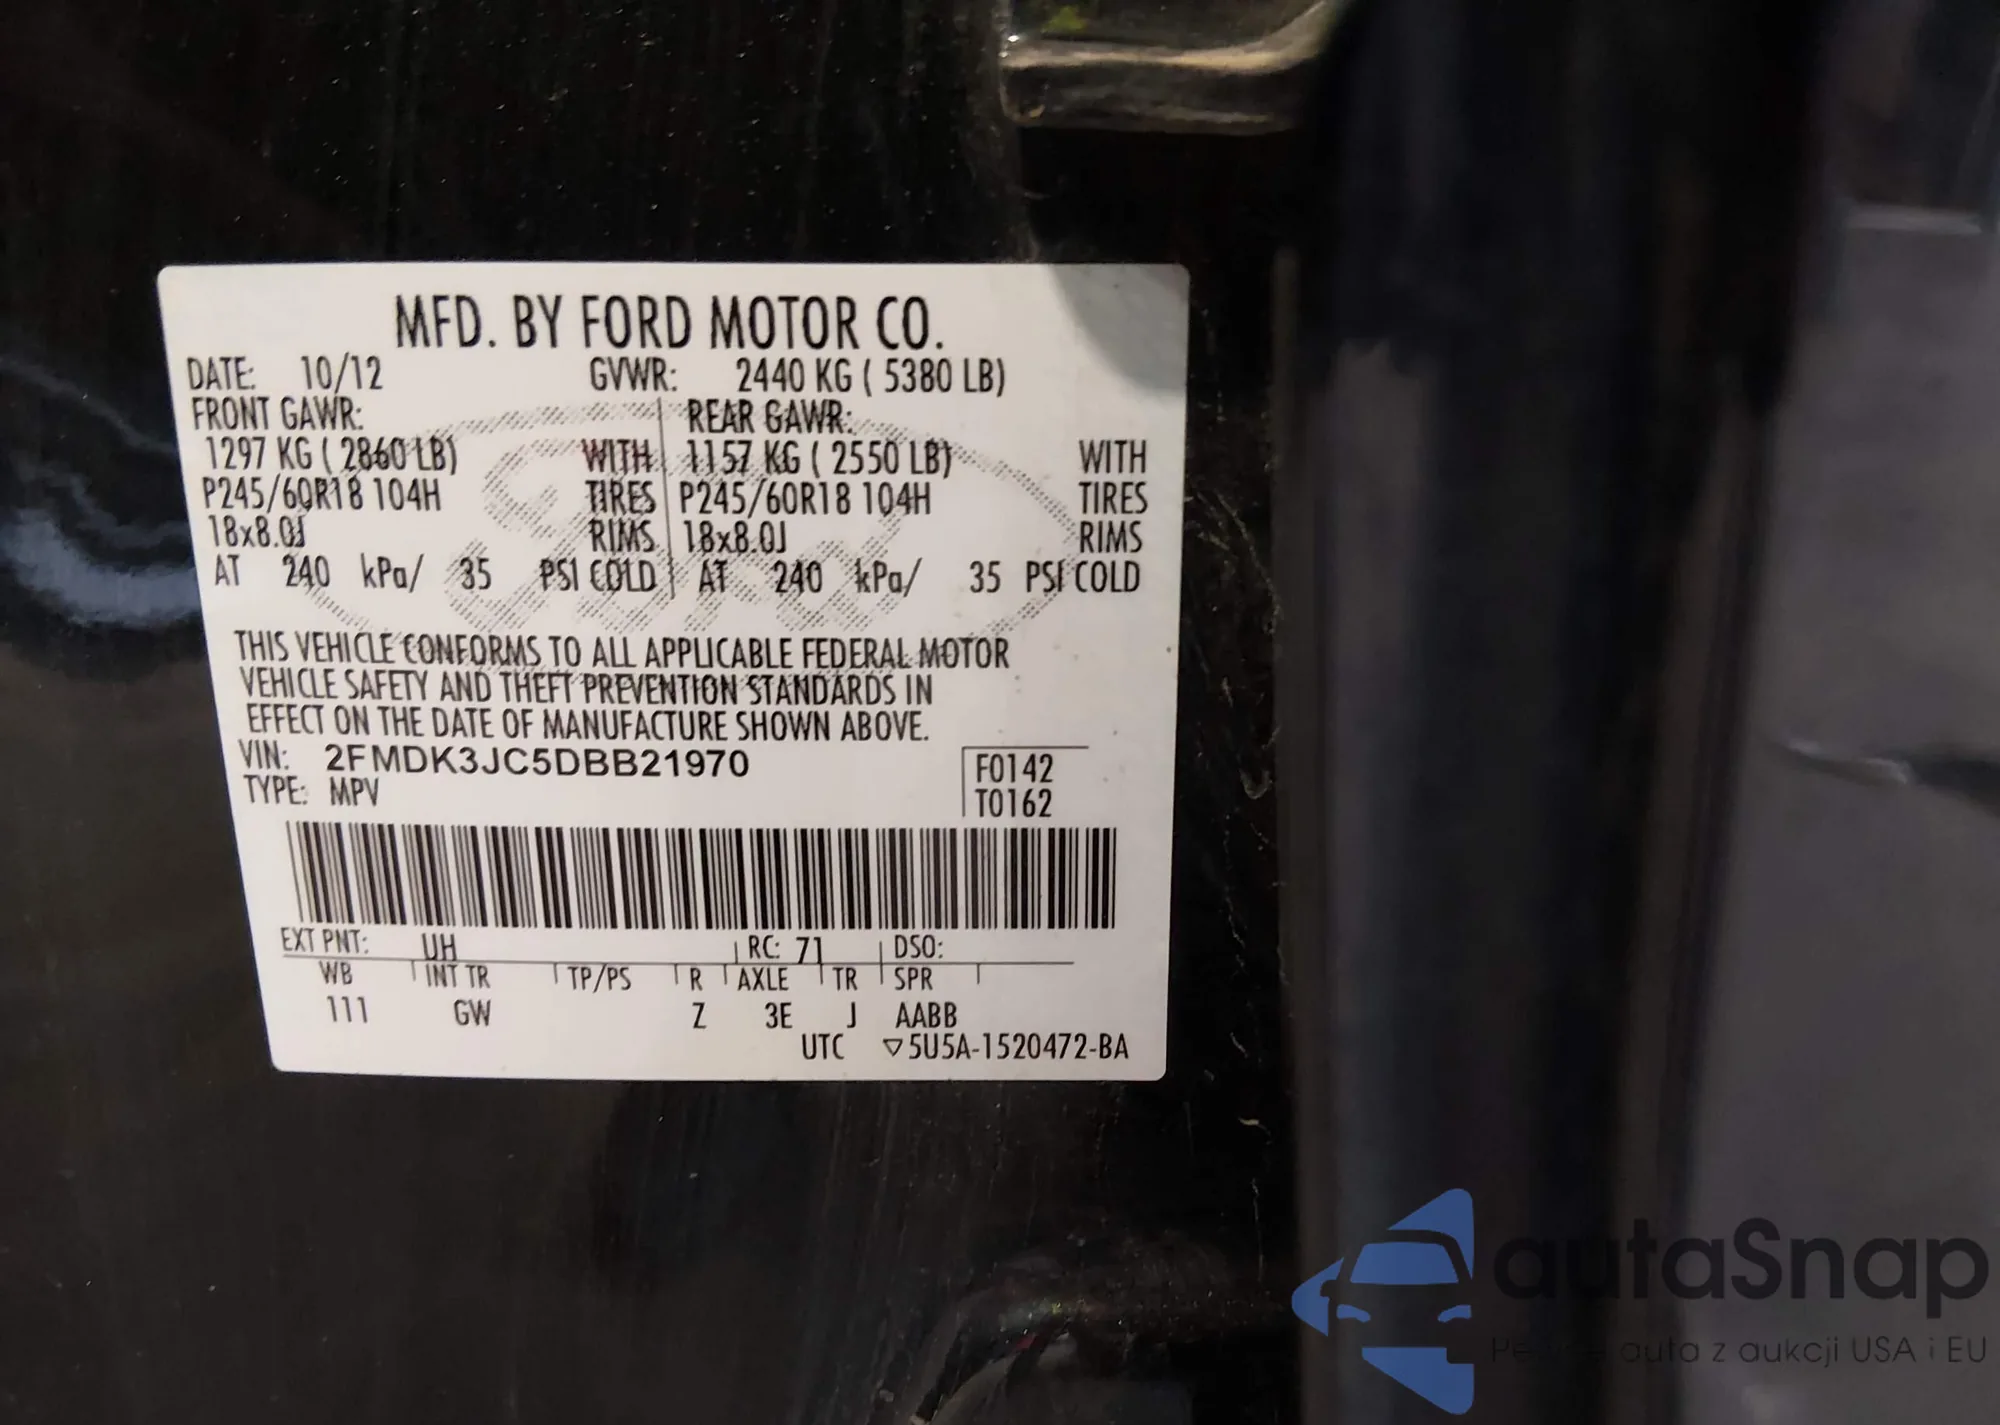 MFD. BY FORD MOTOR CO.
DATE: 10/12 GVWR: 2440 KG ( 5380 LB)
FRONT GAWR: REAR GAWR:
1297 KG ( 2860 LB) WITH 1157 KG ( 2550 LB) WITH
P245/60R18 104H TIRES P245/60R18 104H TIRES
18x8.0J RIMS 18x8.0J RIMS
AT 240 kPa/ 35 PSI COLD AT 240 kPa/ 35 PSI COLD
THIS VEHICLE CONFORMS TO ALL APPLICABLE FEDERAL MOTOR
VEHICLE SAFETY AND THEFT PREVENTION STANDARDS IN
EFFECT ON THE DATE OF MANUFACTURE SHOWN ABOVE.
VIN: 2FMDK3JC5DBB21970
F0142
TYPE: MPV
T0162
EXT PNT: UH RC: 71 DSO:
WB INT TR TP/PS R AXLE TR SPR
111 GW Z 3E J AABB
UTC ▽5U5A-1520472-BA
autaSnap
auta z aukcji USA i EU